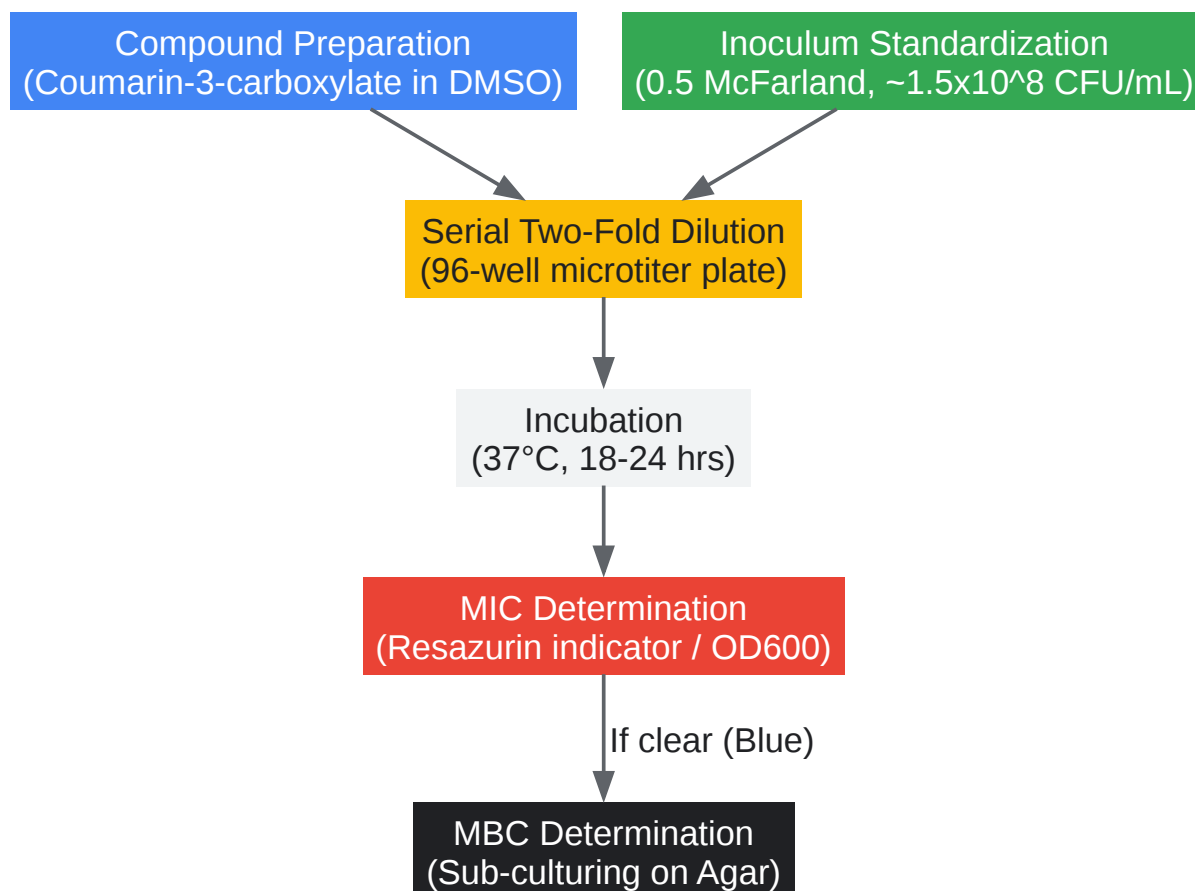 Compound Preparation
(Coumarin-3-carboxylate in DMSO)
Inoculum Standardization
(0.5 McFarland, ~1.5x10^8 CFU/mL)
Serial Two-Fold Dilution
(96-well microtiter plate)
Incubation
(37°C, 18-24 hrs)
MIC Determination
(Resazurin indicator / OD600)
If clear (Blue)
MBC Determination
(Sub-culturing on Agar)